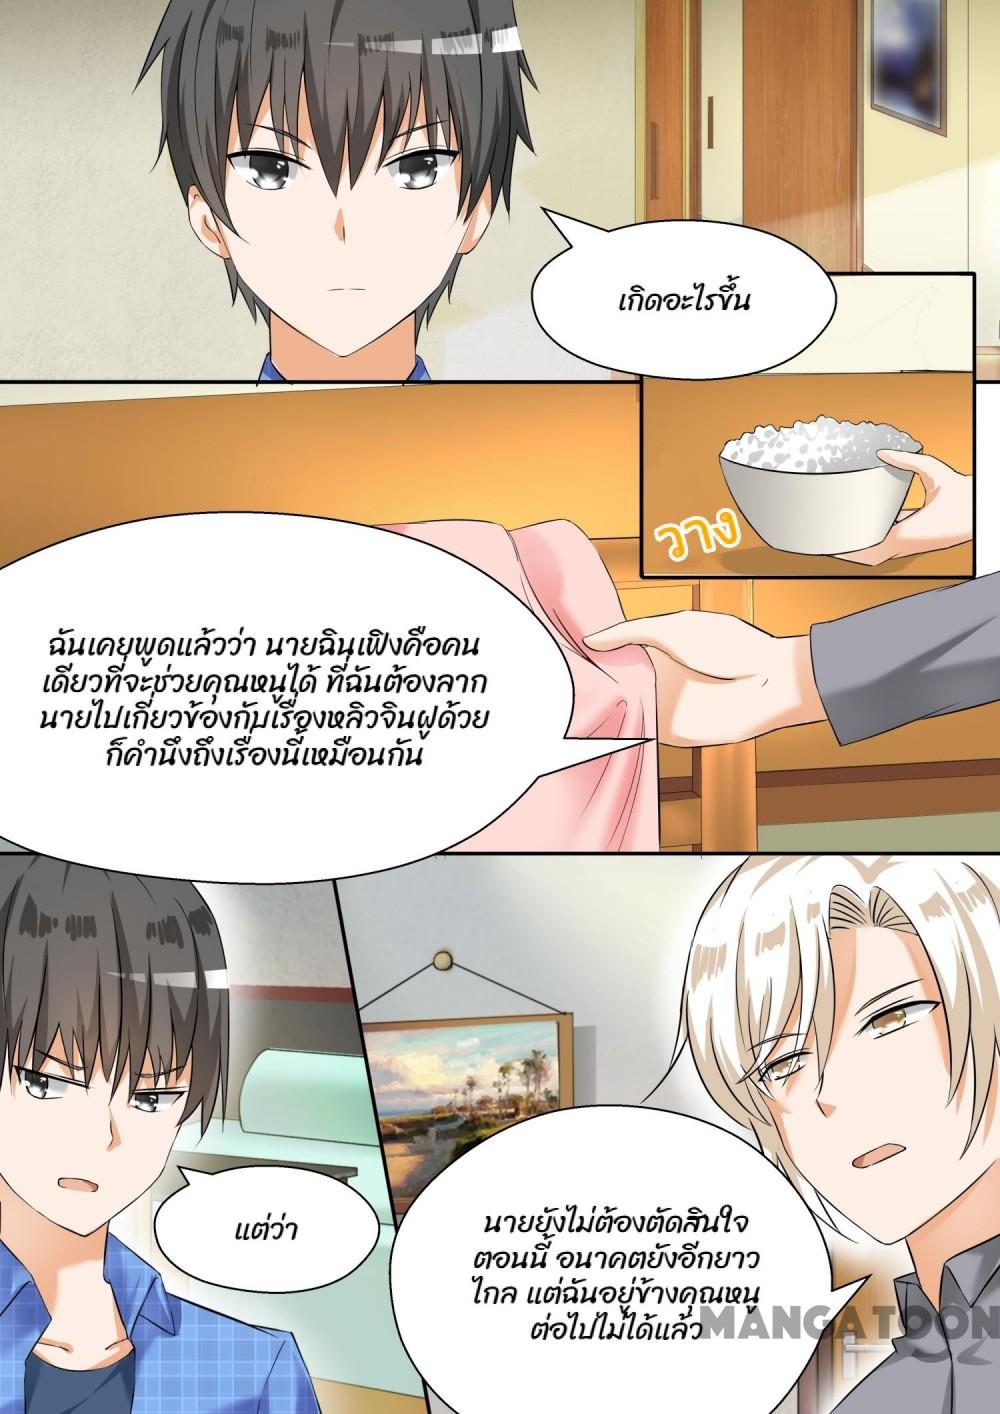 เกิดอะไรขึ้น
วาง
ฉันเคยพูดแล้วว่า นายฉินเฟิงคือคน
เดียวที่จะช่วยคุณหนูได้ ที่ฉันต้องลาก
นายไปเกี่ยวข้องกับเรื่องหลิวจินฝูด้วย
ก็คำนึงถึงเรื่องนี้เหมือนกัน
แต่ว่า
นายยังไม่ต้องตัดสินใจ
ตอนนี้ อนาคตยังอีกยาว
ไกล แต่ฉันอยู่ข้างคุณหนู
ต่อไปไม่ได้แล้ว
MANGATOON